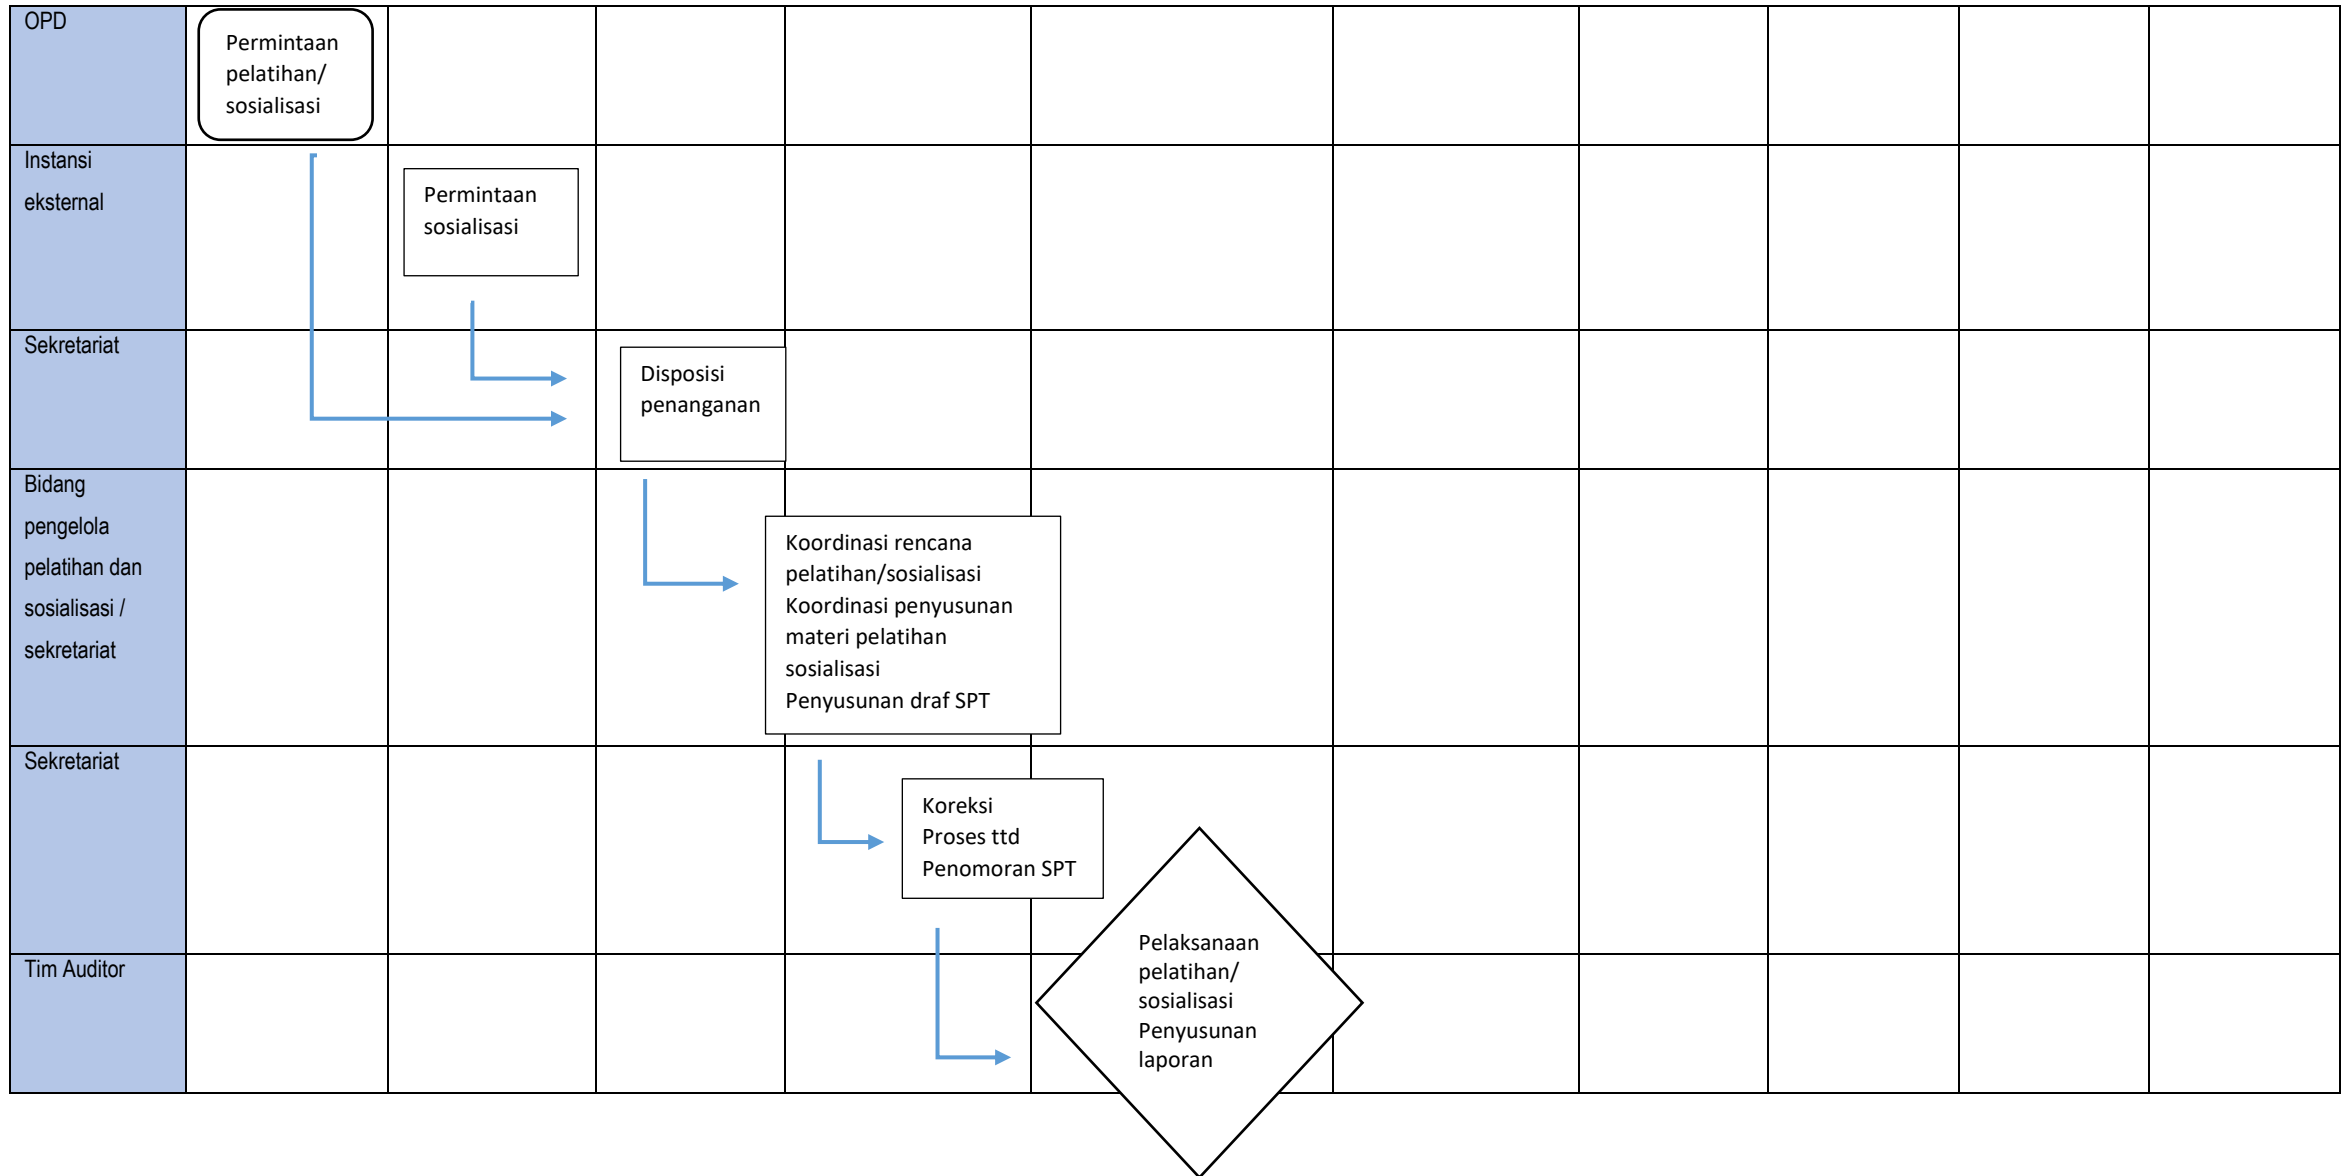 OPD
Permintaan
pelatihan/
sosialisasi
Instansi
eksternal
Permintaan
sosialisasi
Sekretariat
Disposisi
penanganan
Bidang
pengelola
pelatihan dan
sosialisasi /
sekretariat
Koordinasi rencana
pelatihan/sosialisasi
Koordinasi penyusunan
materi pelatihan
sosialisasi
Penyusunan draf SPT
Sekretariat
Koreksi
Proses ttd
Penomoran SPT
Tim Auditor
Pelaksanaan
pelatihan/
sosialisasi
Penyusunan
laporan